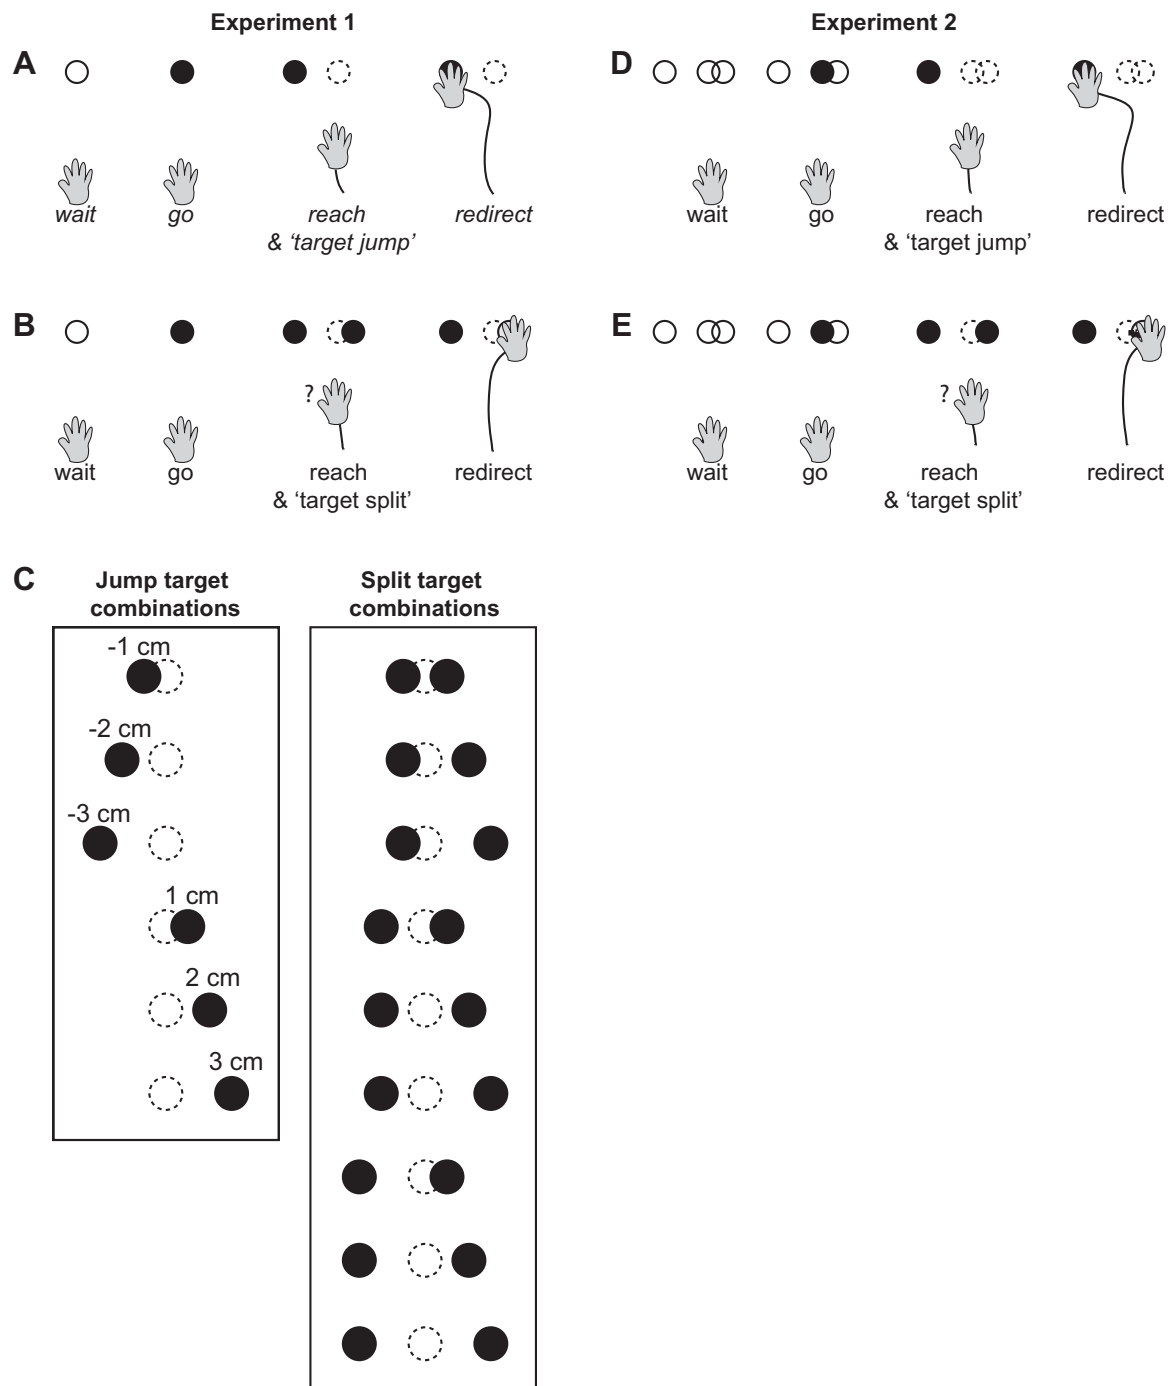 Experiment 1
Experiment 2
A
wait
go
reach
& ‘target jump’
redirect
D
wait
go
reach
& ‘target jump’
redirect
B
?
wait
go
reach
& ‘target split’
redirect
E
?
wait
go
reach
& ‘target split’
redirect
C
Jump target
combinations
-1 cm
-2 cm
-3 cm
1 cm
2 cm
3 cm
Split target
combinations